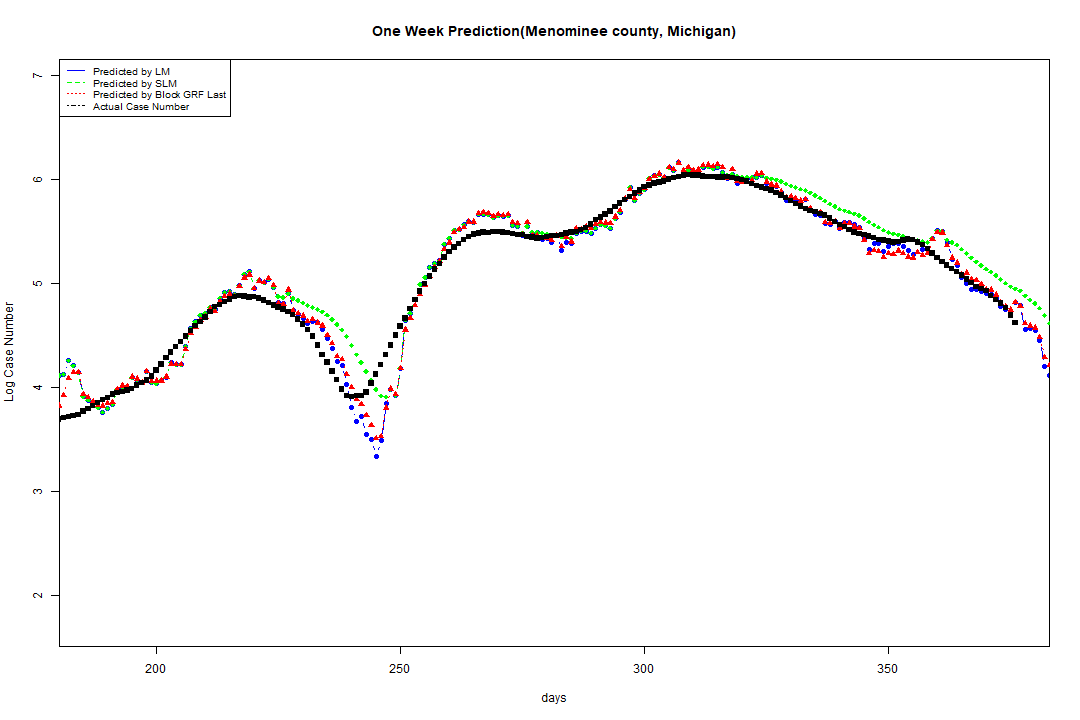 One Week Prediction(Menominee county, Michigan)
7
Predicted by LM
Predicted by SLM
Predicted by Block GRF Last
Actual Case Number
6
5
4
3
2
Log Case Number
200 250 300 350
days